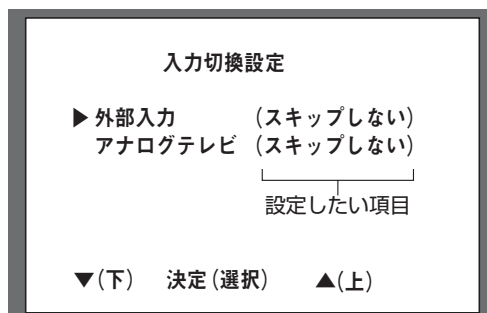 入力切換設定
▶外部入力 (スキップしない)
アナログテレビ (スキップしない)
設定したい項目
▼(下) 決定(選択) ▲(上)